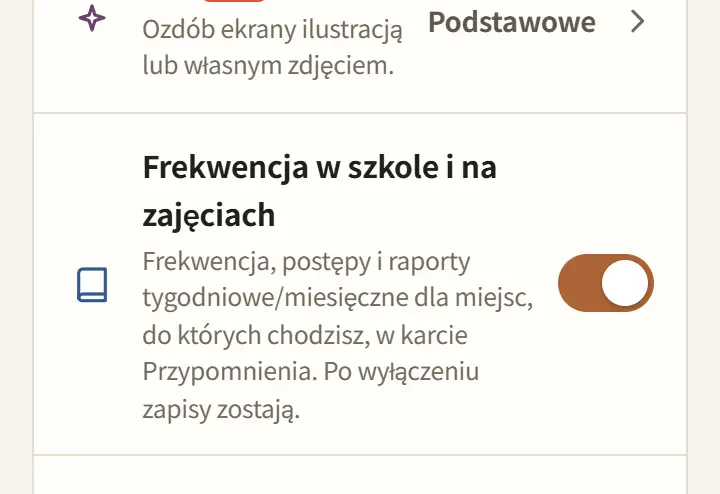 Ozdób ekrany ilustracją
lub własnym zdjęciem.
Podstawowe
Frekwencja w szkole i na
zajęciach
Frekwencja, postępy i raporty
tygodniowe/miesięczne dla miejsc,
do których chodzisz, w karcie
Przypomnienia. Po wyłączeniu
zapisy zostają.